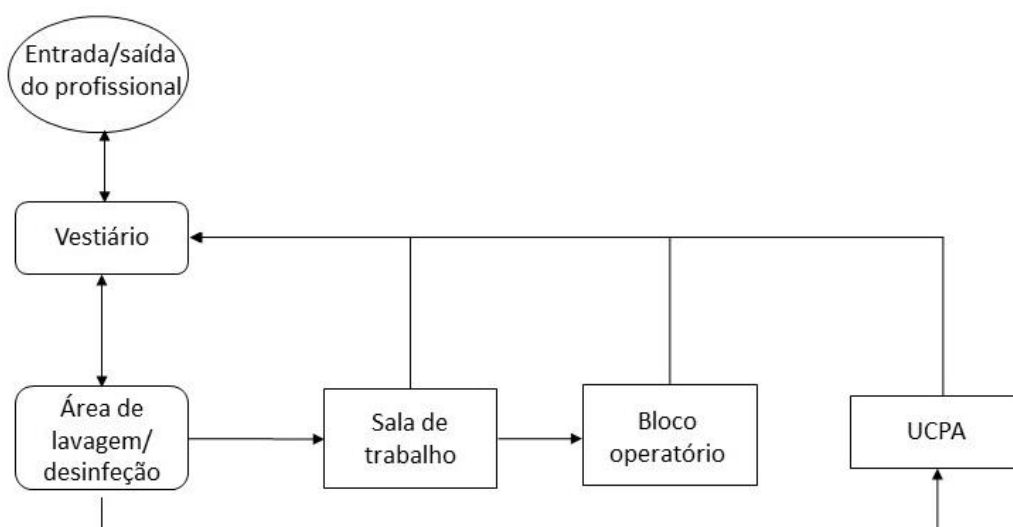 Entrada/saída
do profissional
Vestiário
Área de
lavagem/
desinfeção
Sala de
trabalho
Bloco
operatório
UCPA